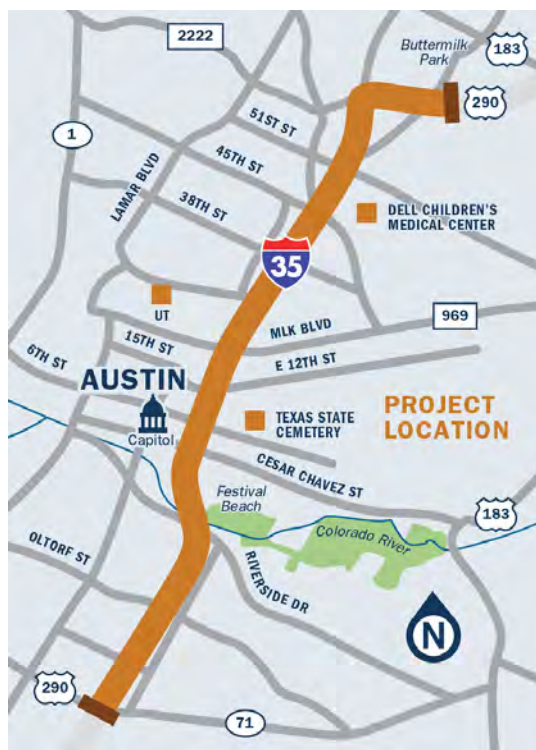 2222
Buttermilk
Park
183
290
1
51ST ST
45TH ST
LAMAR BLVD
38TH ST
DELL CHILDREN'S
MEDICAL CENTER
35
UT
MLK BLVD
969
15TH ST
6TH ST
E 12TH ST
AUSTIN
Capitol
TEXAS STATE
CEMETERY
PROJECT
LOCATION
CESAR CHAVEZ ST
Festival
Beach
183
Colorado River
OLTORF ST
RIVERSIDE DR
N
290
71